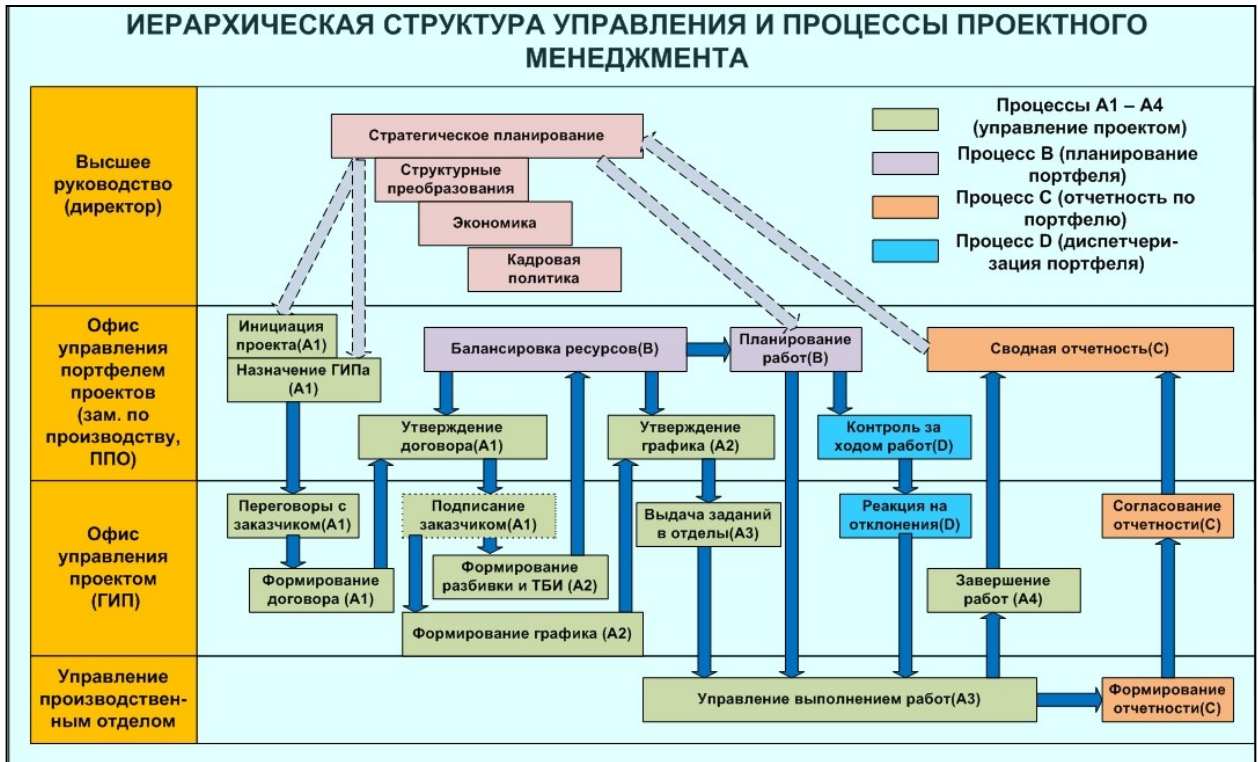 ИЕРАРХИЧЕСКАЯ СТРУКТУРА УПРАВЛЕНИЯ И ПРОЦЕССЫ ПРОЕКТНОГО
МЕНЕДЖМЕНТА
Высшее
руководство
(директор)
Стратегическое планирование
Структурные
преобразования
Экономика
Кадровая
политика
Процессы А1 – А4
(управление проектом)
Процесс В (планирование
портфеля)
Процесс С (отчетность по
портфелю)
Процесс D (диспетчери-
зация портфеля)
Офис
управления
портфелем
проектов
(зам. по
производству,
ППО)
Инициация
проекта(А1)
Назначение ГИПа
(А1)
Балансировка ресурсов(В)
Планирование
работ(В)
Сводная отчетность(С)
Утверждение
договора(А1)
Утверждение
графика (А2)
Контроль за
ходом работ(D)
Офис
управления
проектом
(ГИП)
Переговоры с
заказчиком(А1)
Подписание
заказчиком(А1)
Выдача заданий
в отделы(А3)
Реакция на
отклонения(D)
Согласование
отчетности(С)
Формирование
договора (А1)
Формирование
разбивки и ТБИ (А2)
Завершение
работ (А4)
Формирование графика (А2)
Управление
производствен-
ным отделом
Управление выполнением работ(А3)
Формирование
отчетности(С)